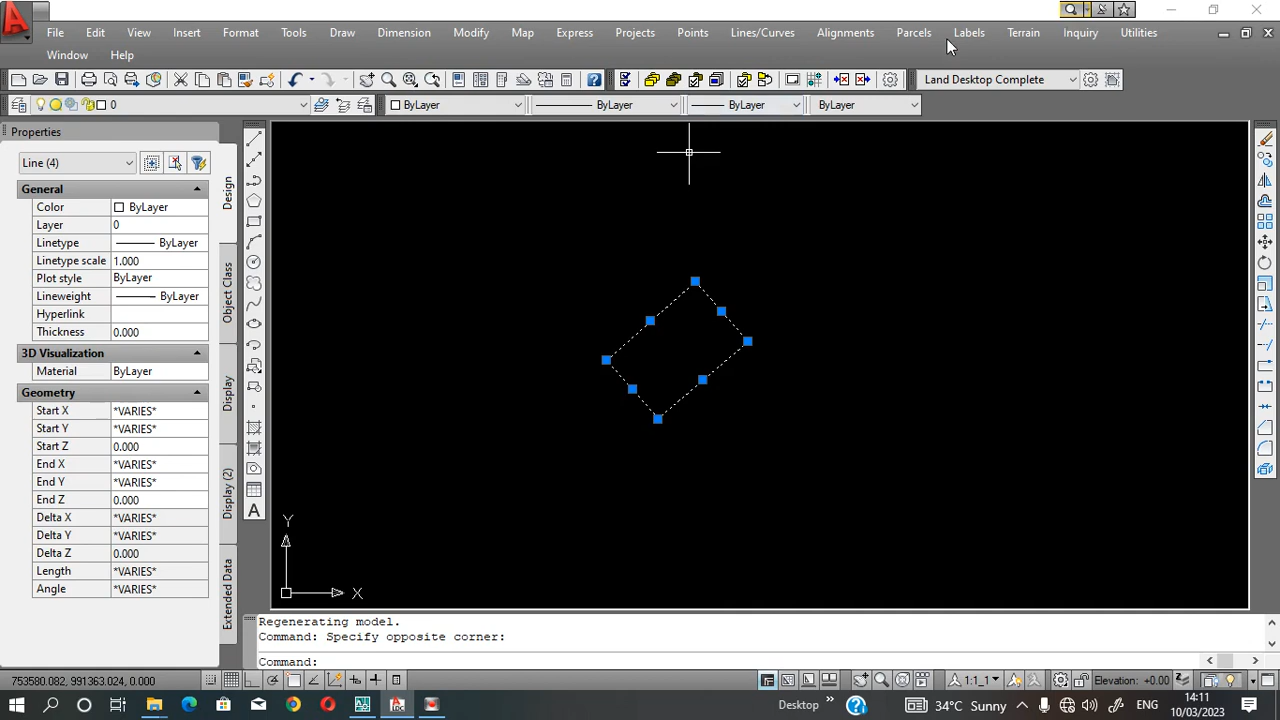 File Edit View Insert Format Tools Draw Dimension Modify Map Express Projects Points Lines/Curves Alignments Parcels Labels Terrain Inquiry Utilities
Window Help
Land Desktop Complete
0 ByLayer ByLayer ByLayer ByLayer
Properties
Line (4)
General
Color ByLayer
Layer 0
Linetype ByLayer
Linetype scale 1.000
Plot style ByLayer
Lineweight ByLayer
Hyperlink
Thickness 0.000
3D Visualization
Material ByLayer
Geometry
Start X *VARIES*
Start Y *VARIES*
Start Z 0.000
End X *VARIES*
End Y *VARIES*
End Z 0.000
Delta X *VARIES*
Delta Y *VARIES*
Delta Z 0.000
Length *VARIES*
Angle *VARIES*
Design
Object Class
Display
Display (2)
Extended Data
A
Y
X
Regenerating model.
Command: Specify opposite corner:
Command:
753580.082, 991363.024, 0.000
1:1_1
Elevation: +0.00
Desktop
34°C Sunny
ENG
14:11
10/03/2023